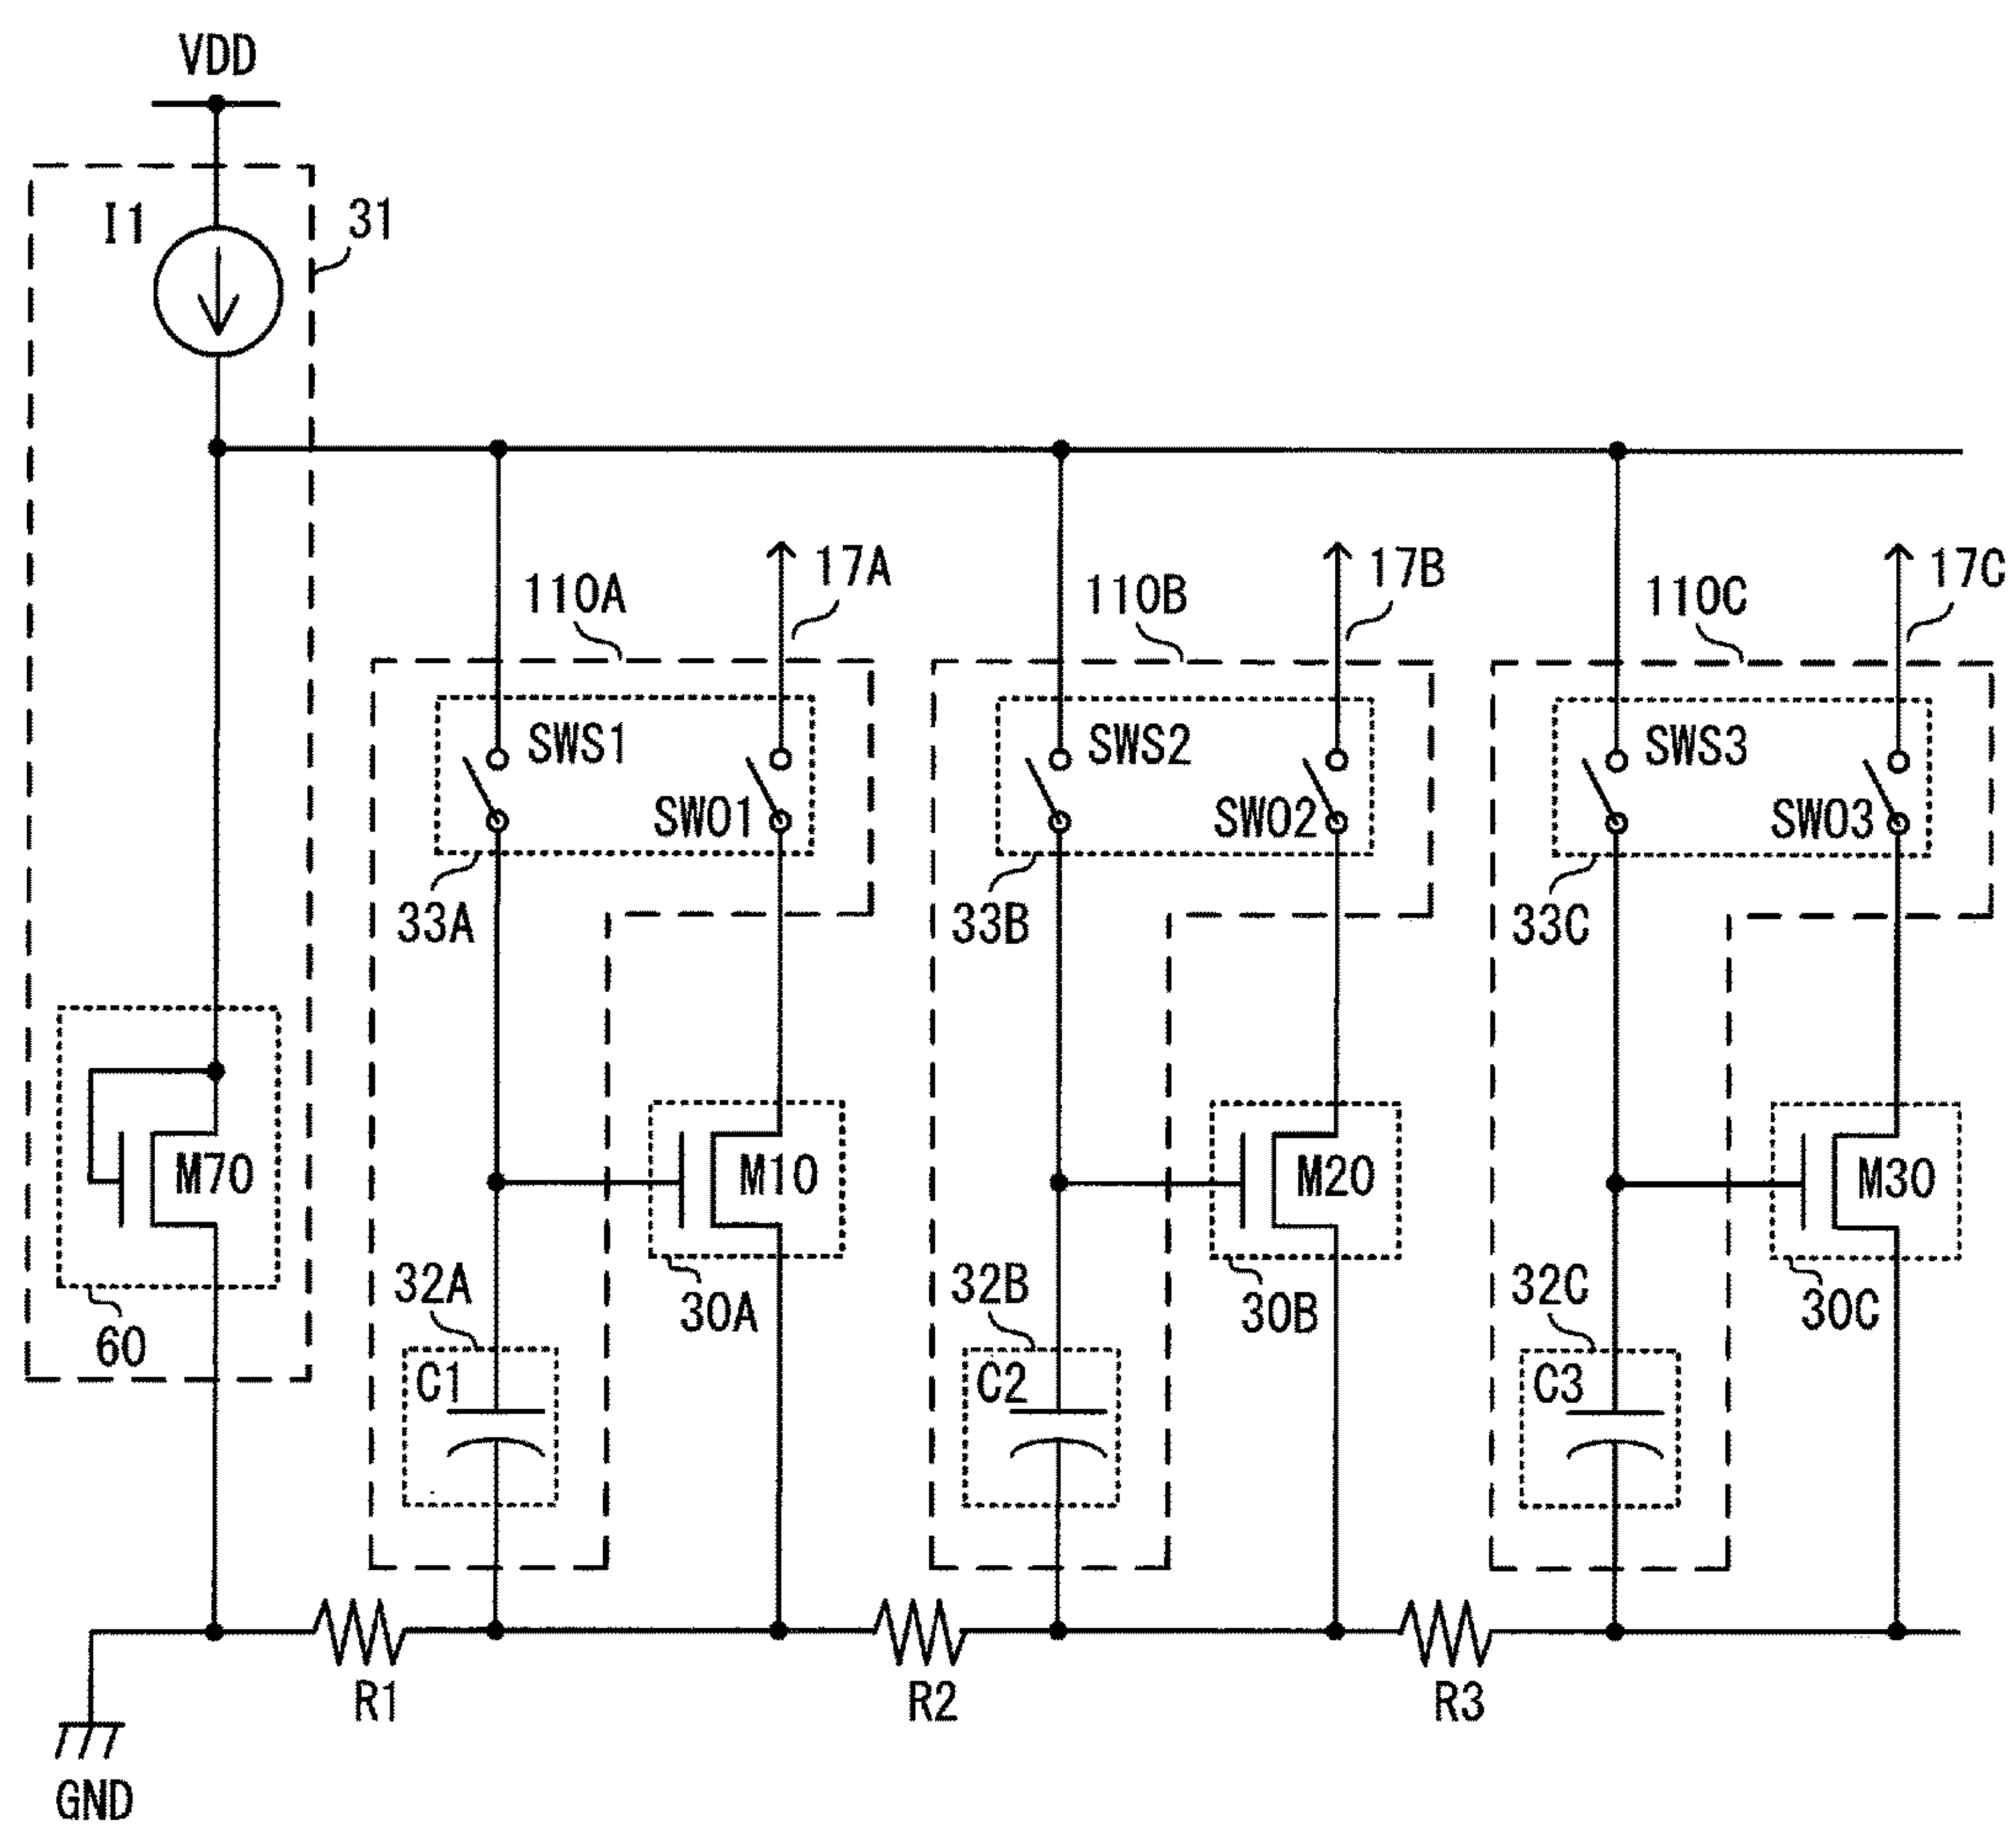 VDD
I1
31
110A
17A
110B
17B
110C
17C
SWS1
SWS2
SWS3
SWO1
SWO2
SWO3
33A
33B
33C
M70
M10
M20
M30
32A
32B
32C
30A
30B
30C
60
C1
C2
C3
R1
R2
R3
GND